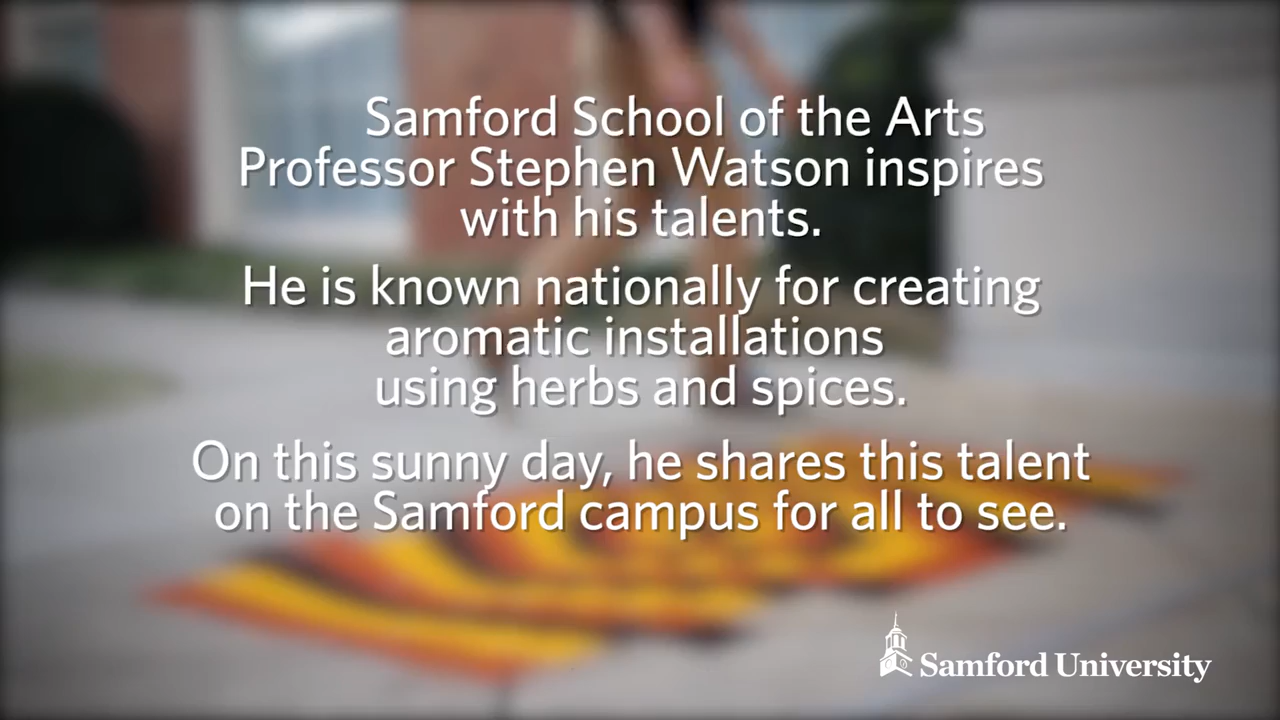 Samford School of the Arts
Professor Stephen Watson inspires
with his talents.
He is known nationally for creating
aromatic installations
using herbs and spices.
On this sunny day, he shares this talent
on the Samford campus for all to see.
Samford University